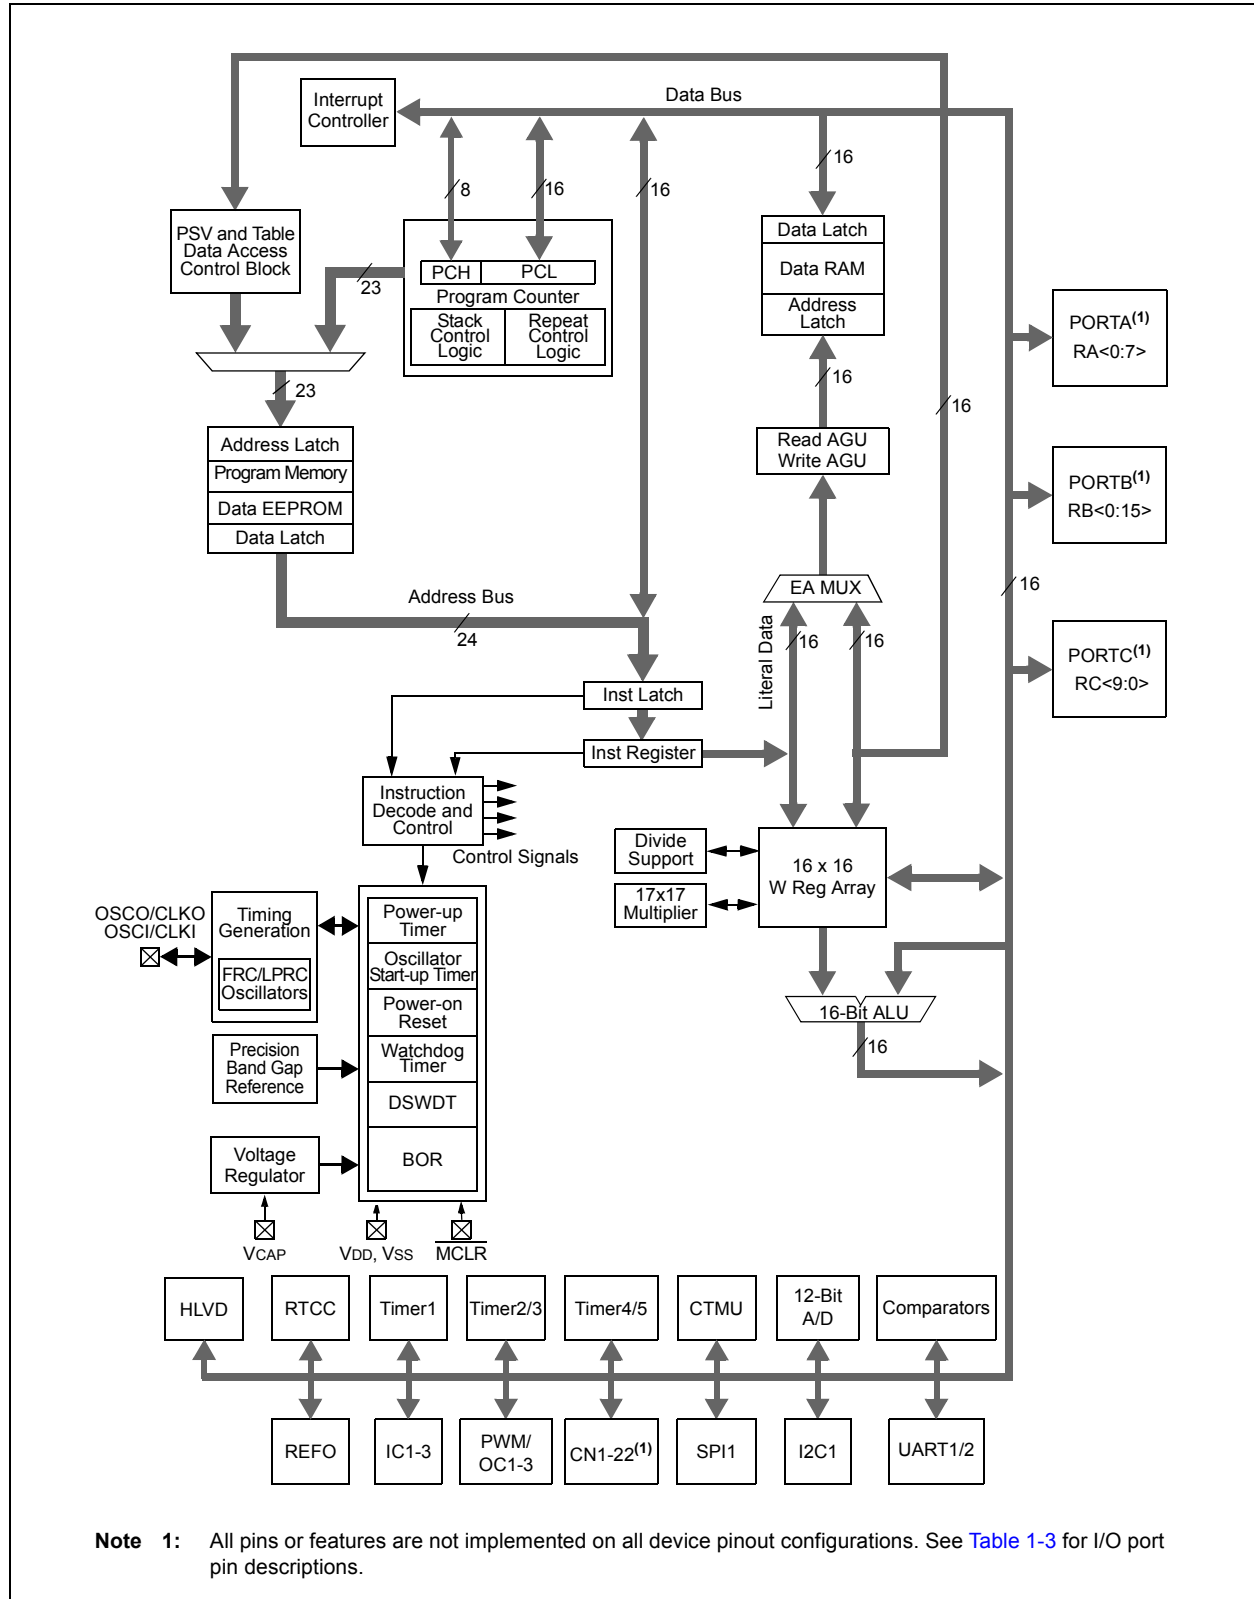 Data Bus
Interrupt
Controller
16
8
16
16
PSV and Table
Data Access
Control Block
Data Latch
Data RAM
Address
Latch
PCH
PCL
23
Program Counter
Stack
Control
Logic
Repeat
Control
Logic
PORTA(1)
RA<0:7>
23
16
16
Address Latch
Program Memory
Data EEPROM
Data Latch
Read AGU
Write AGU
PORTB(1)
RB<0:15>
EA MUX
16
Address Bus
24
Literal Data
16
16
PORTC(1)
RC<9:0>
Inst Latch
Inst Register
Instruction
Decode and
Control
Control Signals
Divide
Support
16 x 16
W Reg Array
17x17
Multiplier
OSCO/CLKO
OSCI/CLKI
Timing
Generation
FRC/LPRC
Oscillators
Power-up
Timer
Oscillator
Start-up Timer
Power-on
Reset
Watchdog
Timer
DSWDT
BOR
16-Bit ALU
16
Precision
Band Gap
Reference
Voltage
Regulator
VCAP
VDD, VSS
MCLR
HLVD
RTCC
Timer1
Timer2/3
Timer4/5
CTMU
12-Bit
A/D
Comparators
REFO
IC1-3
PWM/
OC1-3
CN1-22(1)
SPI1
I2C1
UART1/2
Note 1: All pins or features are not implemented on all device pinout configurations. See Table 1-3 for I/O port
pin descriptions.